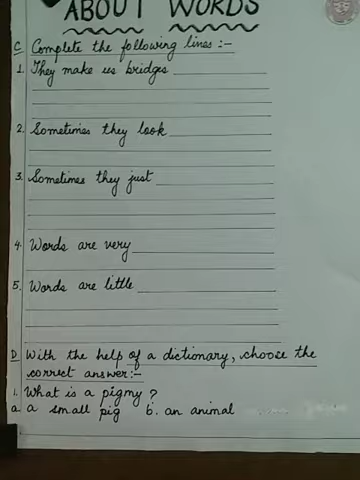 ABOUT WORDS
C. Complete the following lines :-
1. They make us bridges
2. Sometimes they look
3. Sometimes they just
4. Words are very
5. Words are little
D. With the help of a dictionary, choose the
correct answer:-
1. What is a pigmy ?
a. a small pig b. an animal